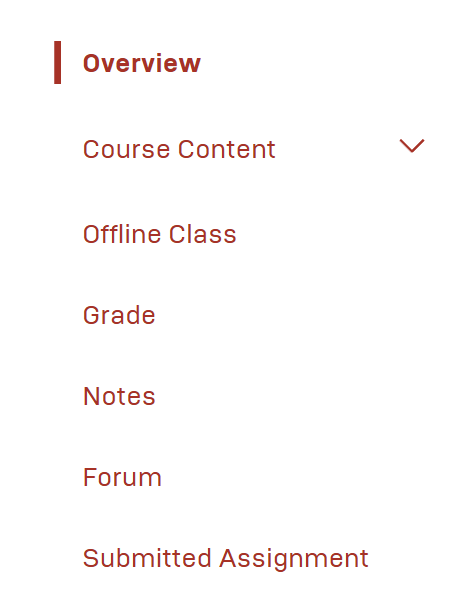 Overview
Course Content
Offline Class
Grade
Notes
Forum
Submitted Assignment